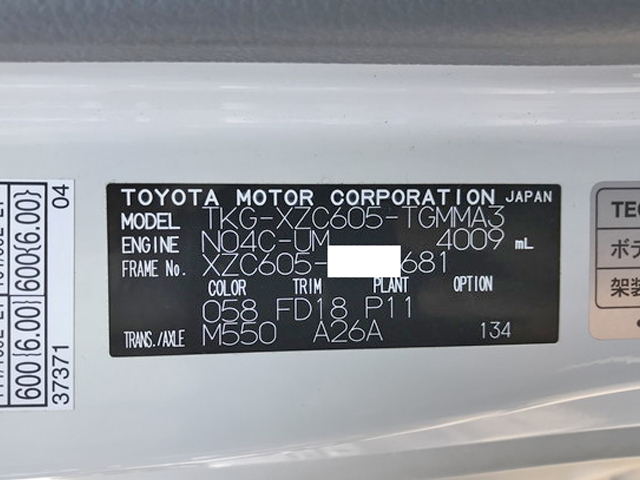 TOYOTA MOTOR CORPORATION JAPAN
MODEL TKG-XZC605-TGMMA3
ENGINE N04C-UM 4009 mL
FRAME No. XZC605- 681
COLOR TRIM PLANT OPTION
058 FD18 P11
TRANS./AXLE M550 A26A 134
600{6.00} 600{6.00}
37371 04
TEC
ボデ
架装